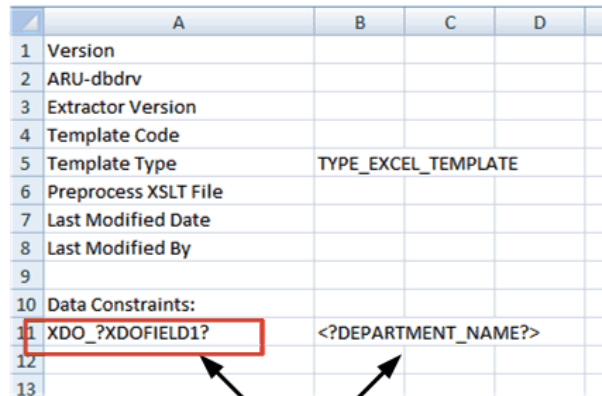 A B C D
1 Version
2 ARU-dbdrv
3 Extractor Version
4 Template Code
5 Template Type TYPE_EXCEL_TEMPLATE
6 Preprocess XSLT File
7 Last Modified Date
8 Last Modified By
9
10 Data Constraints:
11 XDO_?XDOFIELD1? <?DEPARTMENT_NAME?>
12
13